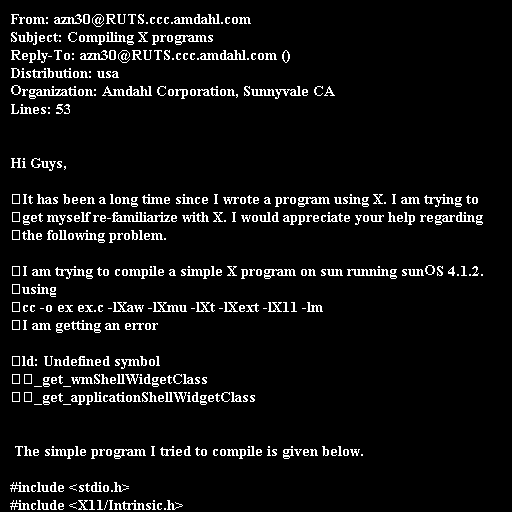 From: azn30@RUTS.ccc.amdahl.com
Subject: Compiling X programs
Reply-To: azn30@RUTS.ccc.amdahl.com ()
Distribution: usa
Organization: Amdahl Corporation, Sunnyvale CA
Lines: 53
Hi Guys,
□It has been a long time since I wrote a program using X. I am trying to
□get myself re-familiarize with X. I would appreciate your help regarding
□the following problem.
□I am trying to compile a simple X program on sun running sunOS 4.1.2.
□using
□cc -o ex ex.c -lXaw -lXmu -lXt -lXext -lX11 -lm
□I am getting an error
□ld: Undefined symbol
□□_get_wmShellWidgetClass
□□_get_applicationShellWidgetClass
The simple program I tried to compile is given below.
#include <stdio.h>
#include <X11/Intrinsic.h>